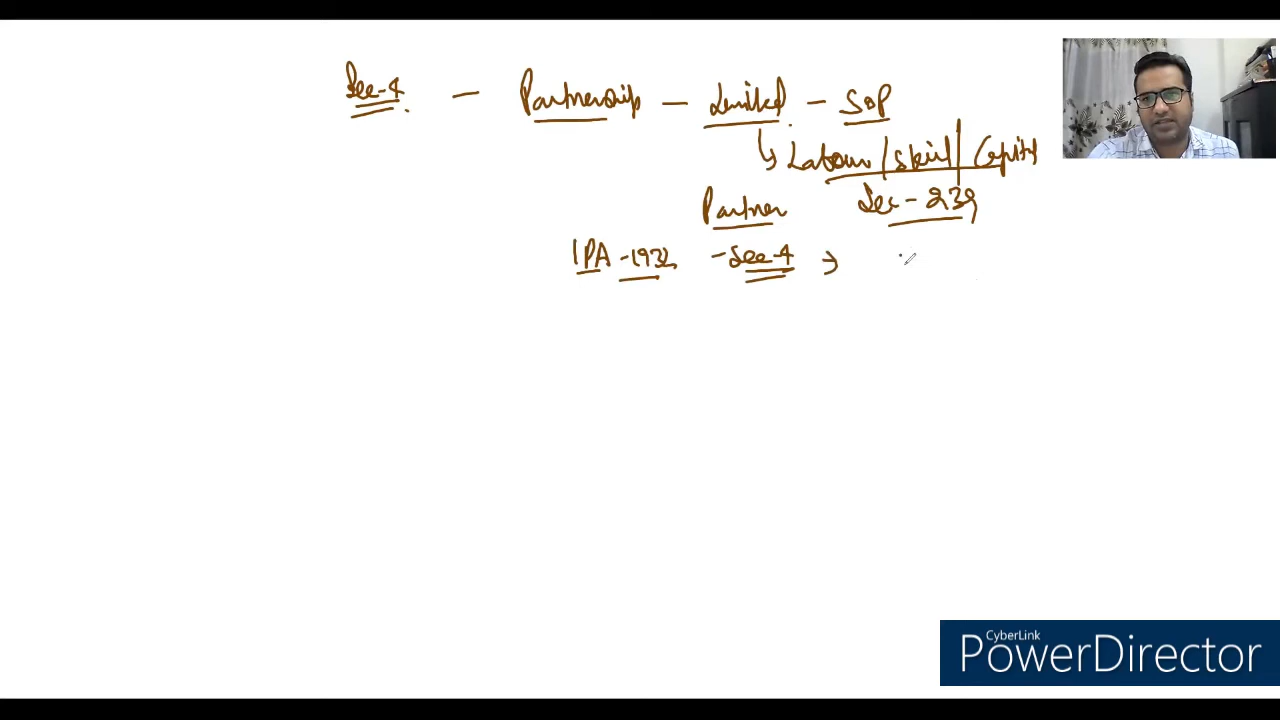 Sec-4. - Partnership - Limited - SOP
↳ Labour/Skill/Capital
Partner Sec-239
IPA -1932 - Sec-4 →
CyberLink
PowerDirector